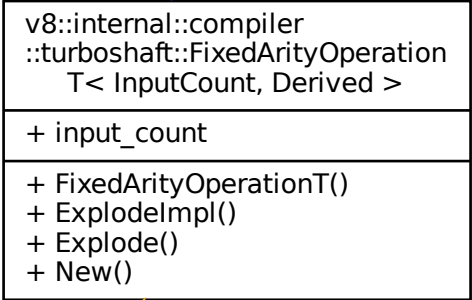 v8::internal::compiler
::turboshaft::FixedArityOperation
T< InputCount, Derived >
+ input_count
+ FixedArityOperationT()
+ ExplodeImpl()
+ Explode()
+ New()